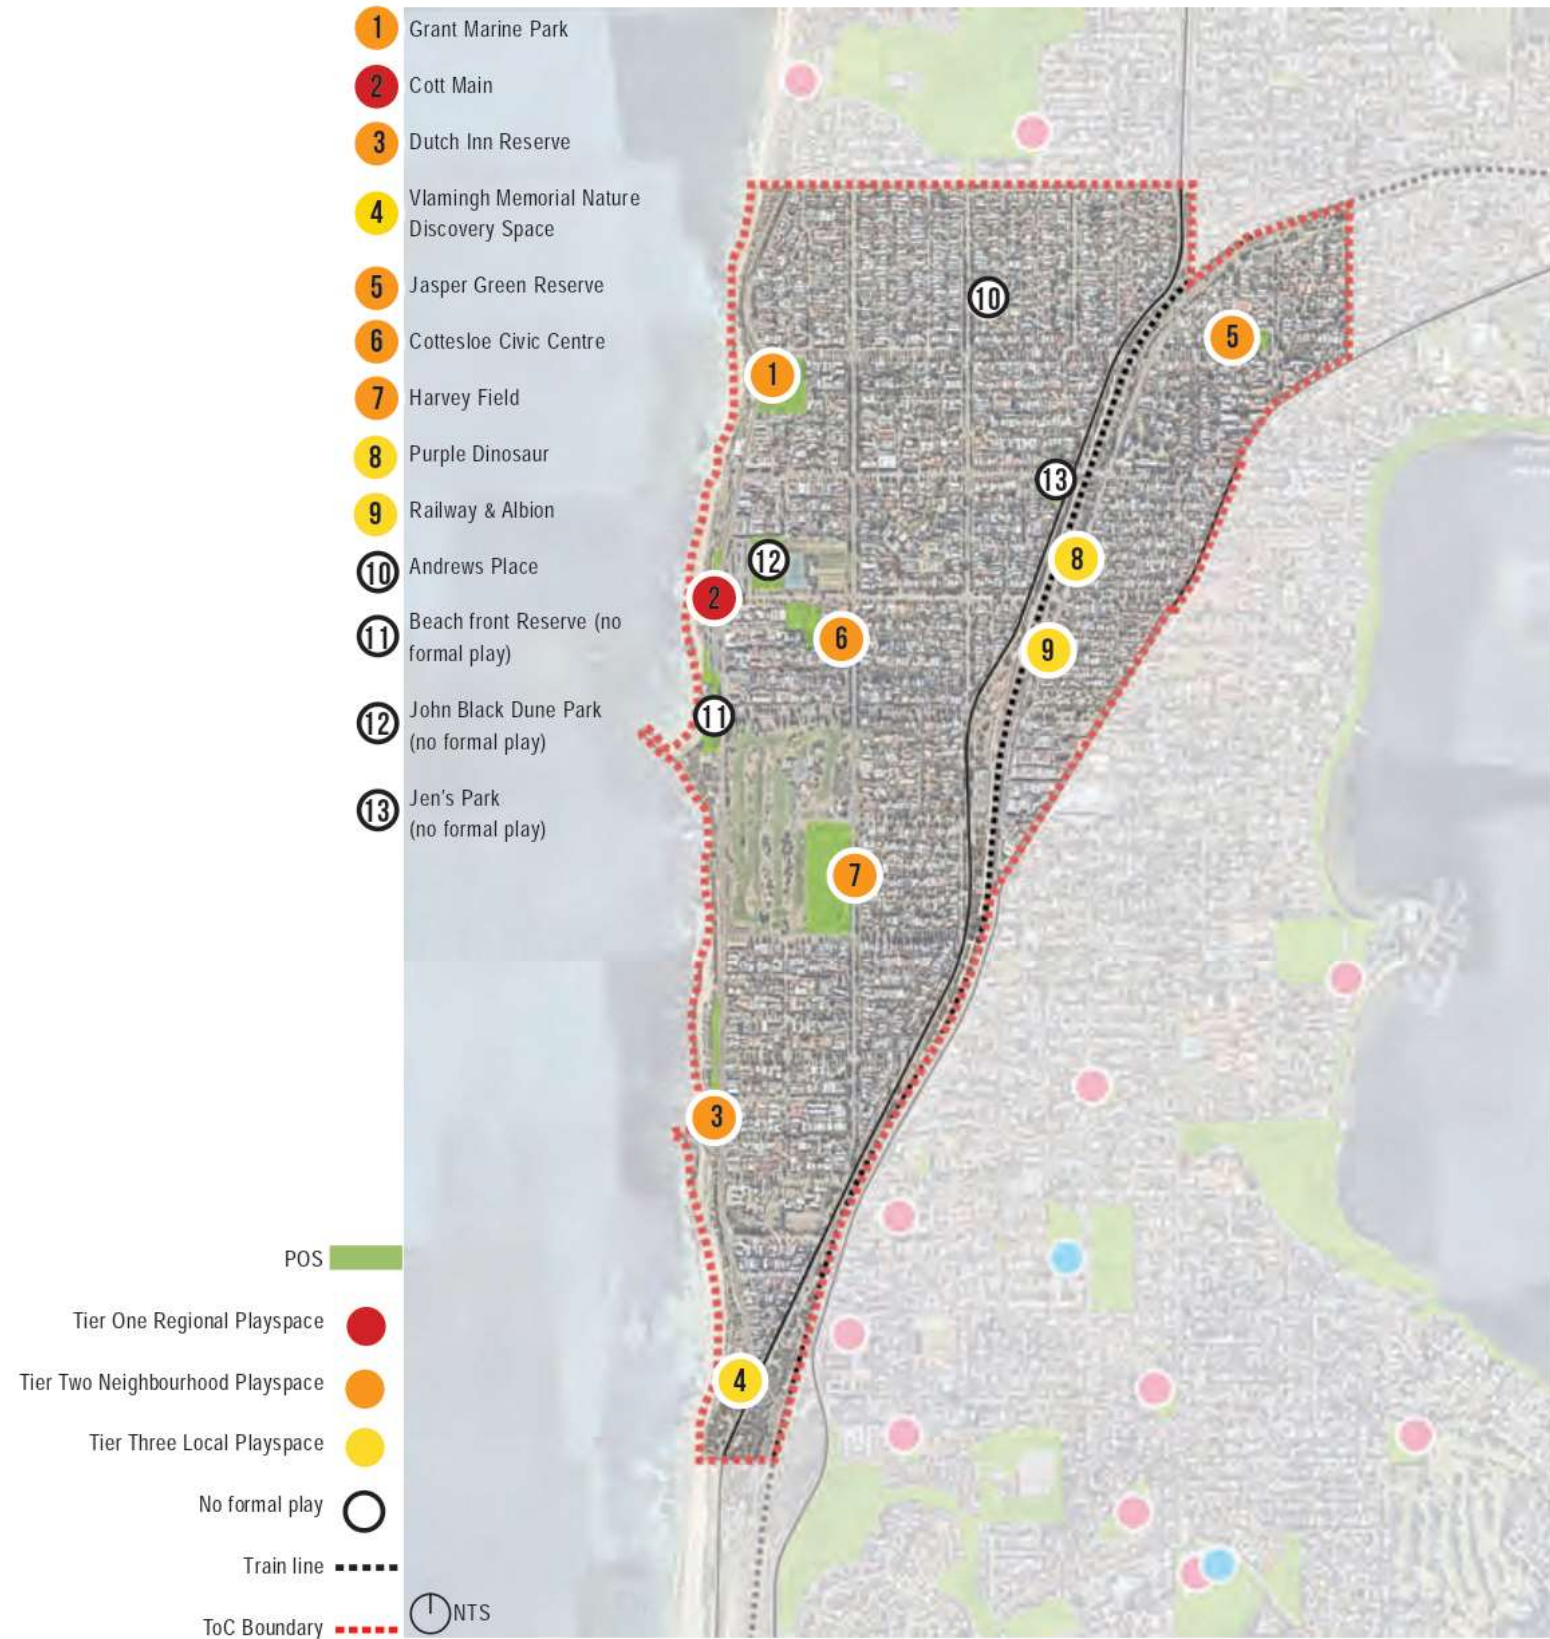 1 Grant Marine Park
2 Cott Main
3 Dutch Inn Reserve
4 Vlamingh Memorial Nature
Discovery Space
5 Jasper Green Reserve
6 Cottesloe Civic Centre
7 Harvey Field
8 Purple Dinosaur
9 Railway & Albion
10 Andrews Place
11 Beach front Reserve (no
formal play)
12 John Black Dune Park
(no formal play)
13 Jen's Park
(no formal play)
10
5
1
13
12
8
2
6
9
11
7
3
4
POS
Tier One Regional Playspace
Tier Two Neighbourhood Playspace
Tier Three Local Playspace
No formal play
Train line
ToC Boundary
NTS